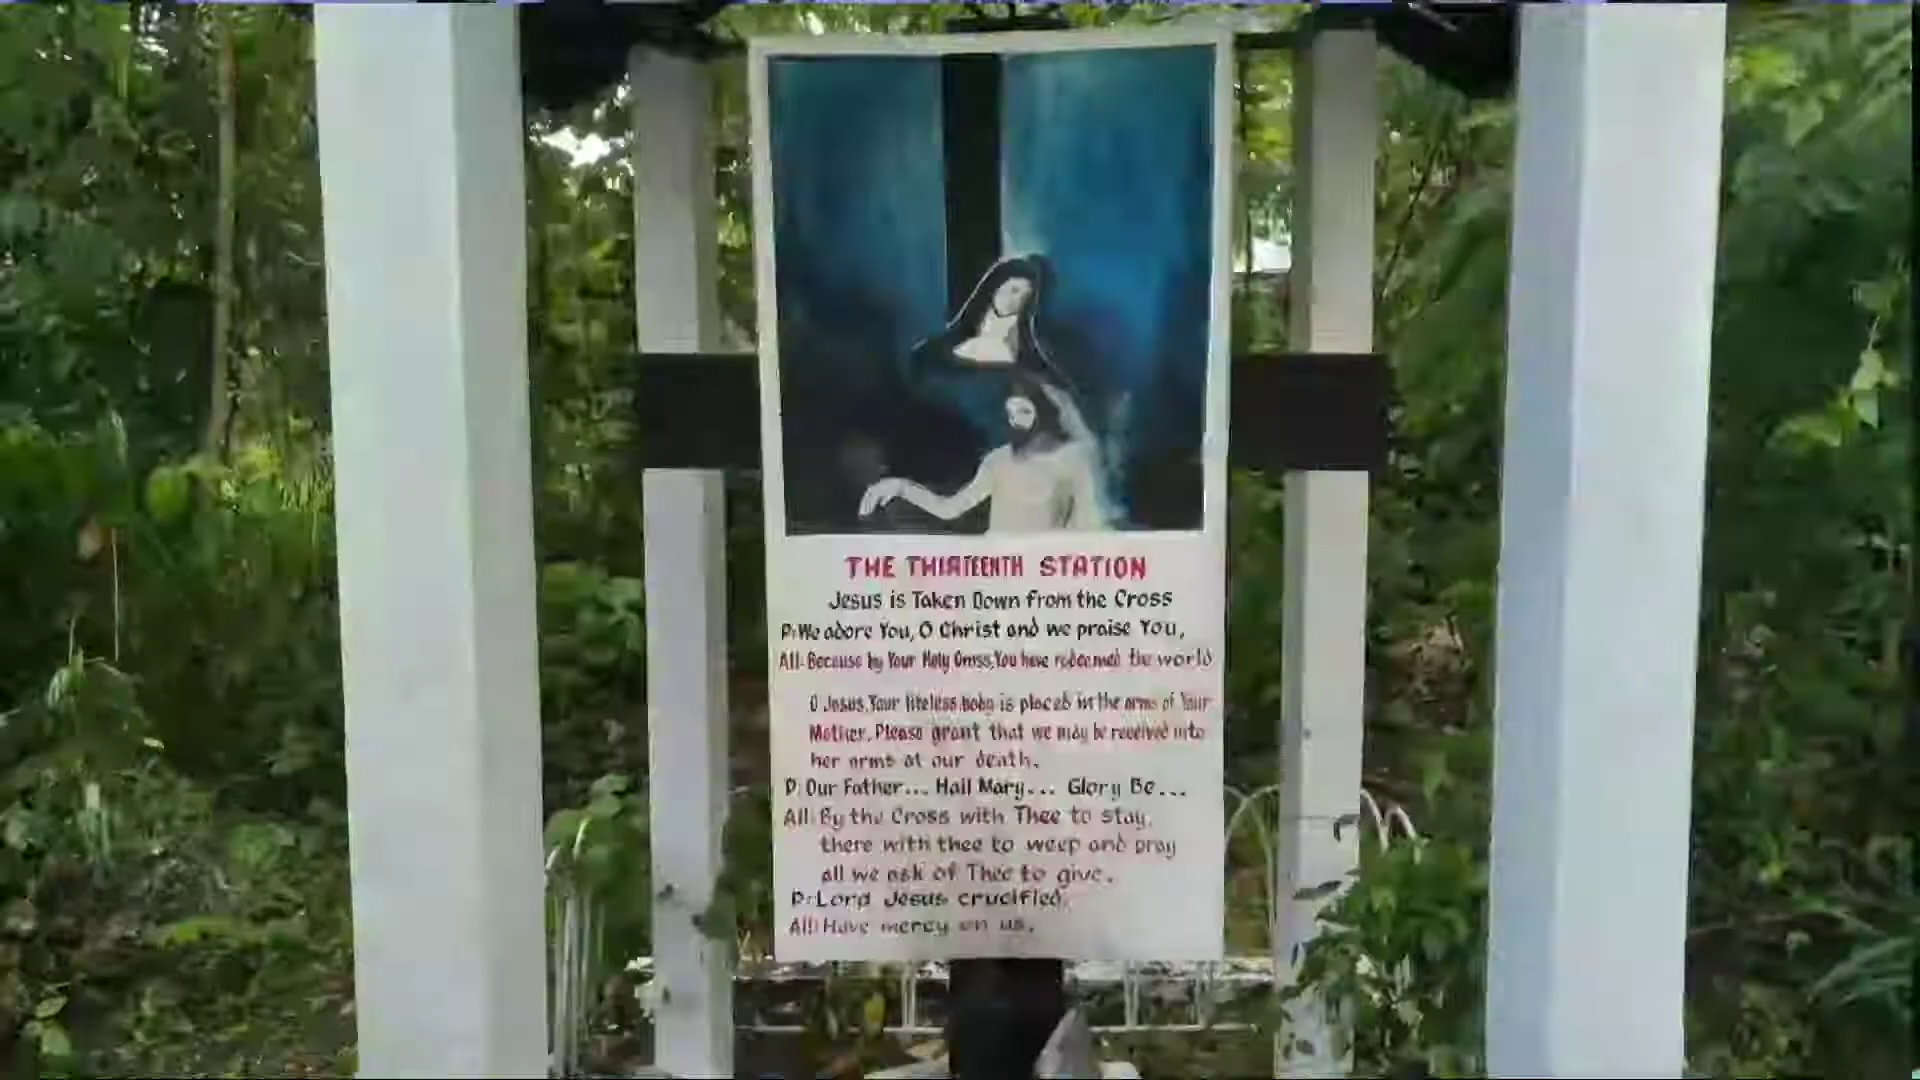 THE THIRTEENTH STATION
Jesus is Taken Down from the Cross
P: We adore You, O Christ and we praise You,
All: Because by Your Holy Cross, You have redeemed the world
O Jesus, Your lifeless body is placed in the arms of Your
Mother. Please grant that we may be received into
her arms at our death.
P: Our Father... Hail Mary... Glory Be...
All: By the Cross with Thee to stay,
there with thee to weep and pray
all we ask of Thee to give.
P: Lord Jesus crucified,
All: Have mercy on us.